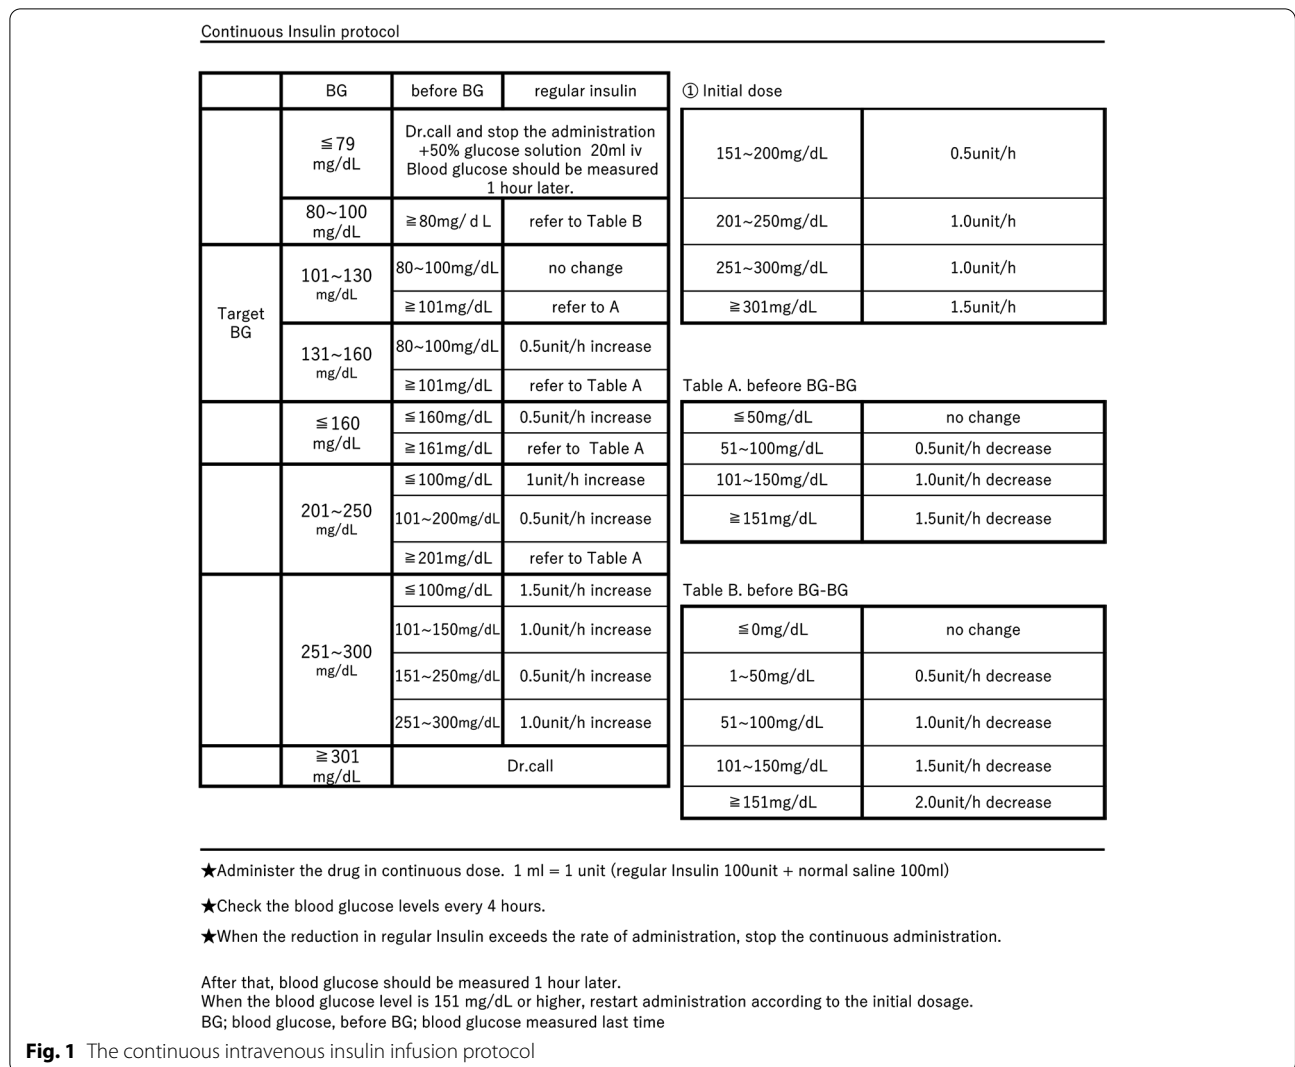 Continuous Insulin protocol
BG before BG regular insulin
≦79 mg/dL
Dr.call and stop the administration
+50% glucose solution 20ml iv
Blood glucose should be measured
1 hour later.
80~100 mg/dL ≧80mg/ d L refer to Table B
Target BG
101~130 mg/dL
80~100mg/dL no change
≧101mg/dL refer to A
131~160 mg/dL
80~100mg/dL 0.5unit/h increase
≧101mg/dL refer to Table A
≦160 mg/dL
≦160mg/dL 0.5unit/h increase
≧161mg/dL refer to Table A
201~250 mg/dL
≦100mg/dL 1unit/h increase
101~200mg/dL 0.5unit/h increase
≧201mg/dL refer to Table A
251~300 mg/dL
≦100mg/dL 1.5unit/h increase
101~150mg/dL 1.0unit/h increase
151~250mg/dL 0.5unit/h increase
251~300mg/dL 1.0unit/h increase
≧301 mg/dL Dr.call
① Initial dose
151~200mg/dL 0.5unit/h
201~250mg/dL 1.0unit/h
251~300mg/dL 1.0unit/h
≧301mg/dL 1.5unit/h
Table A. befeore BG-BG
≦50mg/dL no change
51~100mg/dL 0.5unit/h decrease
101~150mg/dL 1.0unit/h decrease
≧151mg/dL 1.5unit/h decrease
Table B. before BG-BG
≦0mg/dL no change
1~50mg/dL 0.5unit/h decrease
51~100mg/dL 1.0unit/h decrease
101~150mg/dL 1.5unit/h decrease
≧151mg/dL 2.0unit/h decrease
★Administer the drug in continuous dose. 1 ml = 1 unit (regular Insulin 100unit + normal saline 100ml)
★Check the blood glucose levels every 4 hours.
★When the reduction in regular Insulin exceeds the rate of administration, stop the continuous administration.
After that, blood glucose should be measured 1 hour later.
When the blood glucose level is 151 mg/dL or higher, restart administration according to the initial dosage.
BG; blood glucose, before BG; blood glucose measured last time
Fig. 1 The continuous intravenous insulin infusion protocol